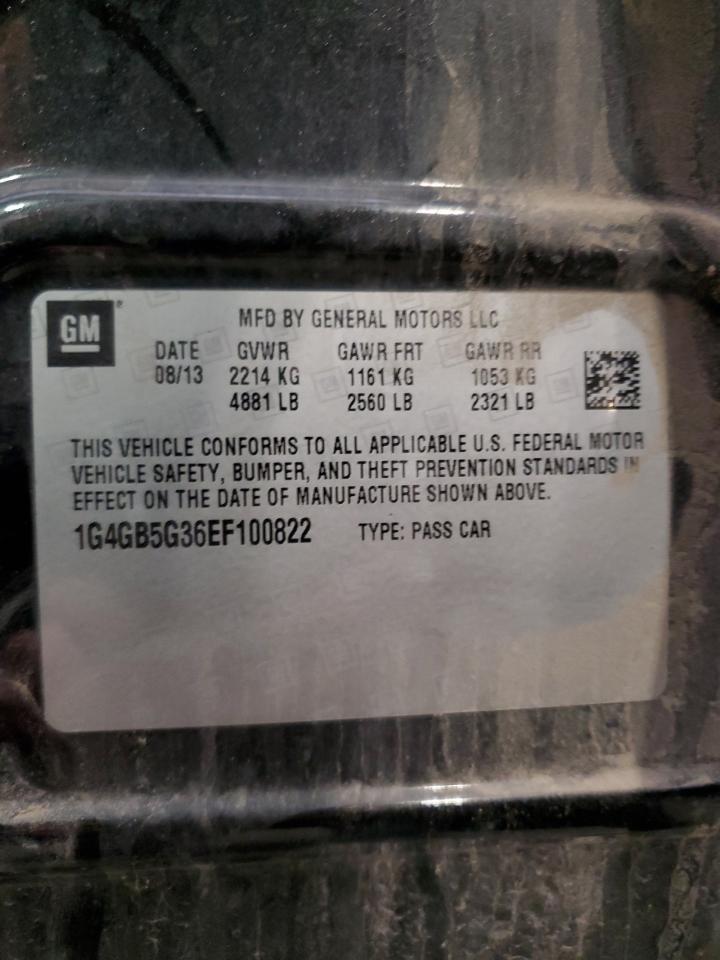 GM
MFD BY GENERAL MOTORS LLC
DATE GVWR GAWR FRT GAWR RR
08/13 2214 KG 1161 KG 1053 KG
4881 LB 2560 LB 2321 LB
THIS VEHICLE CONFORMS TO ALL APPLICABLE U.S. FEDERAL MOTOR
VEHICLE SAFETY, BUMPER, AND THEFT PREVENTION STANDARDS IN
EFFECT ON THE DATE OF MANUFACTURE SHOWN ABOVE.
1G4GB5G36EF100822 TYPE: PASS CAR